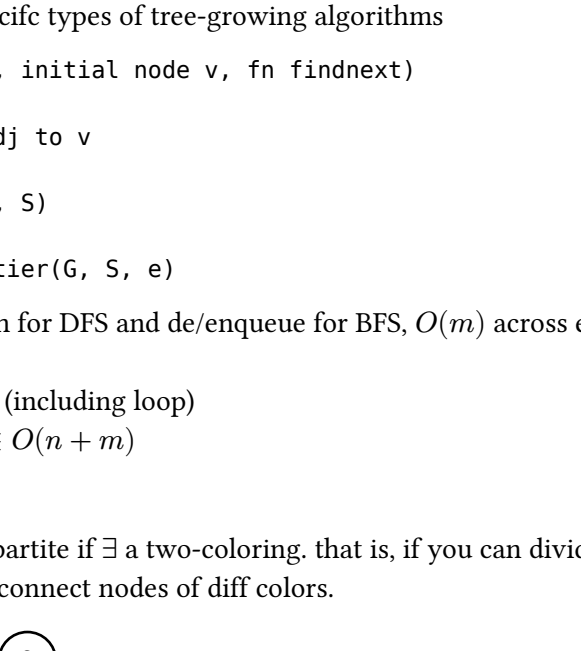 cifc types of tree-growing algorithms
, initial node v, fn findnext)
dj to v
, S)
tier(G, S, e)
n for DFS and de/enqueue for BFS, O(m) across e
(including loop)
O(n + m)
partite if ∃ a two-coloring. that is, if you can divid
connect nodes of diff colors.